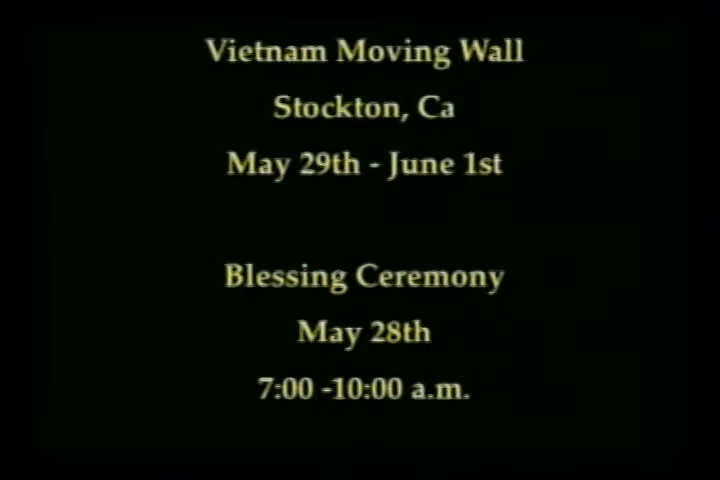 Vietnam Moving Wall
Stockton, Ca
May 29th - June 1st
Blessing Ceremony
May 28th
7:00 -10:00 a.m.